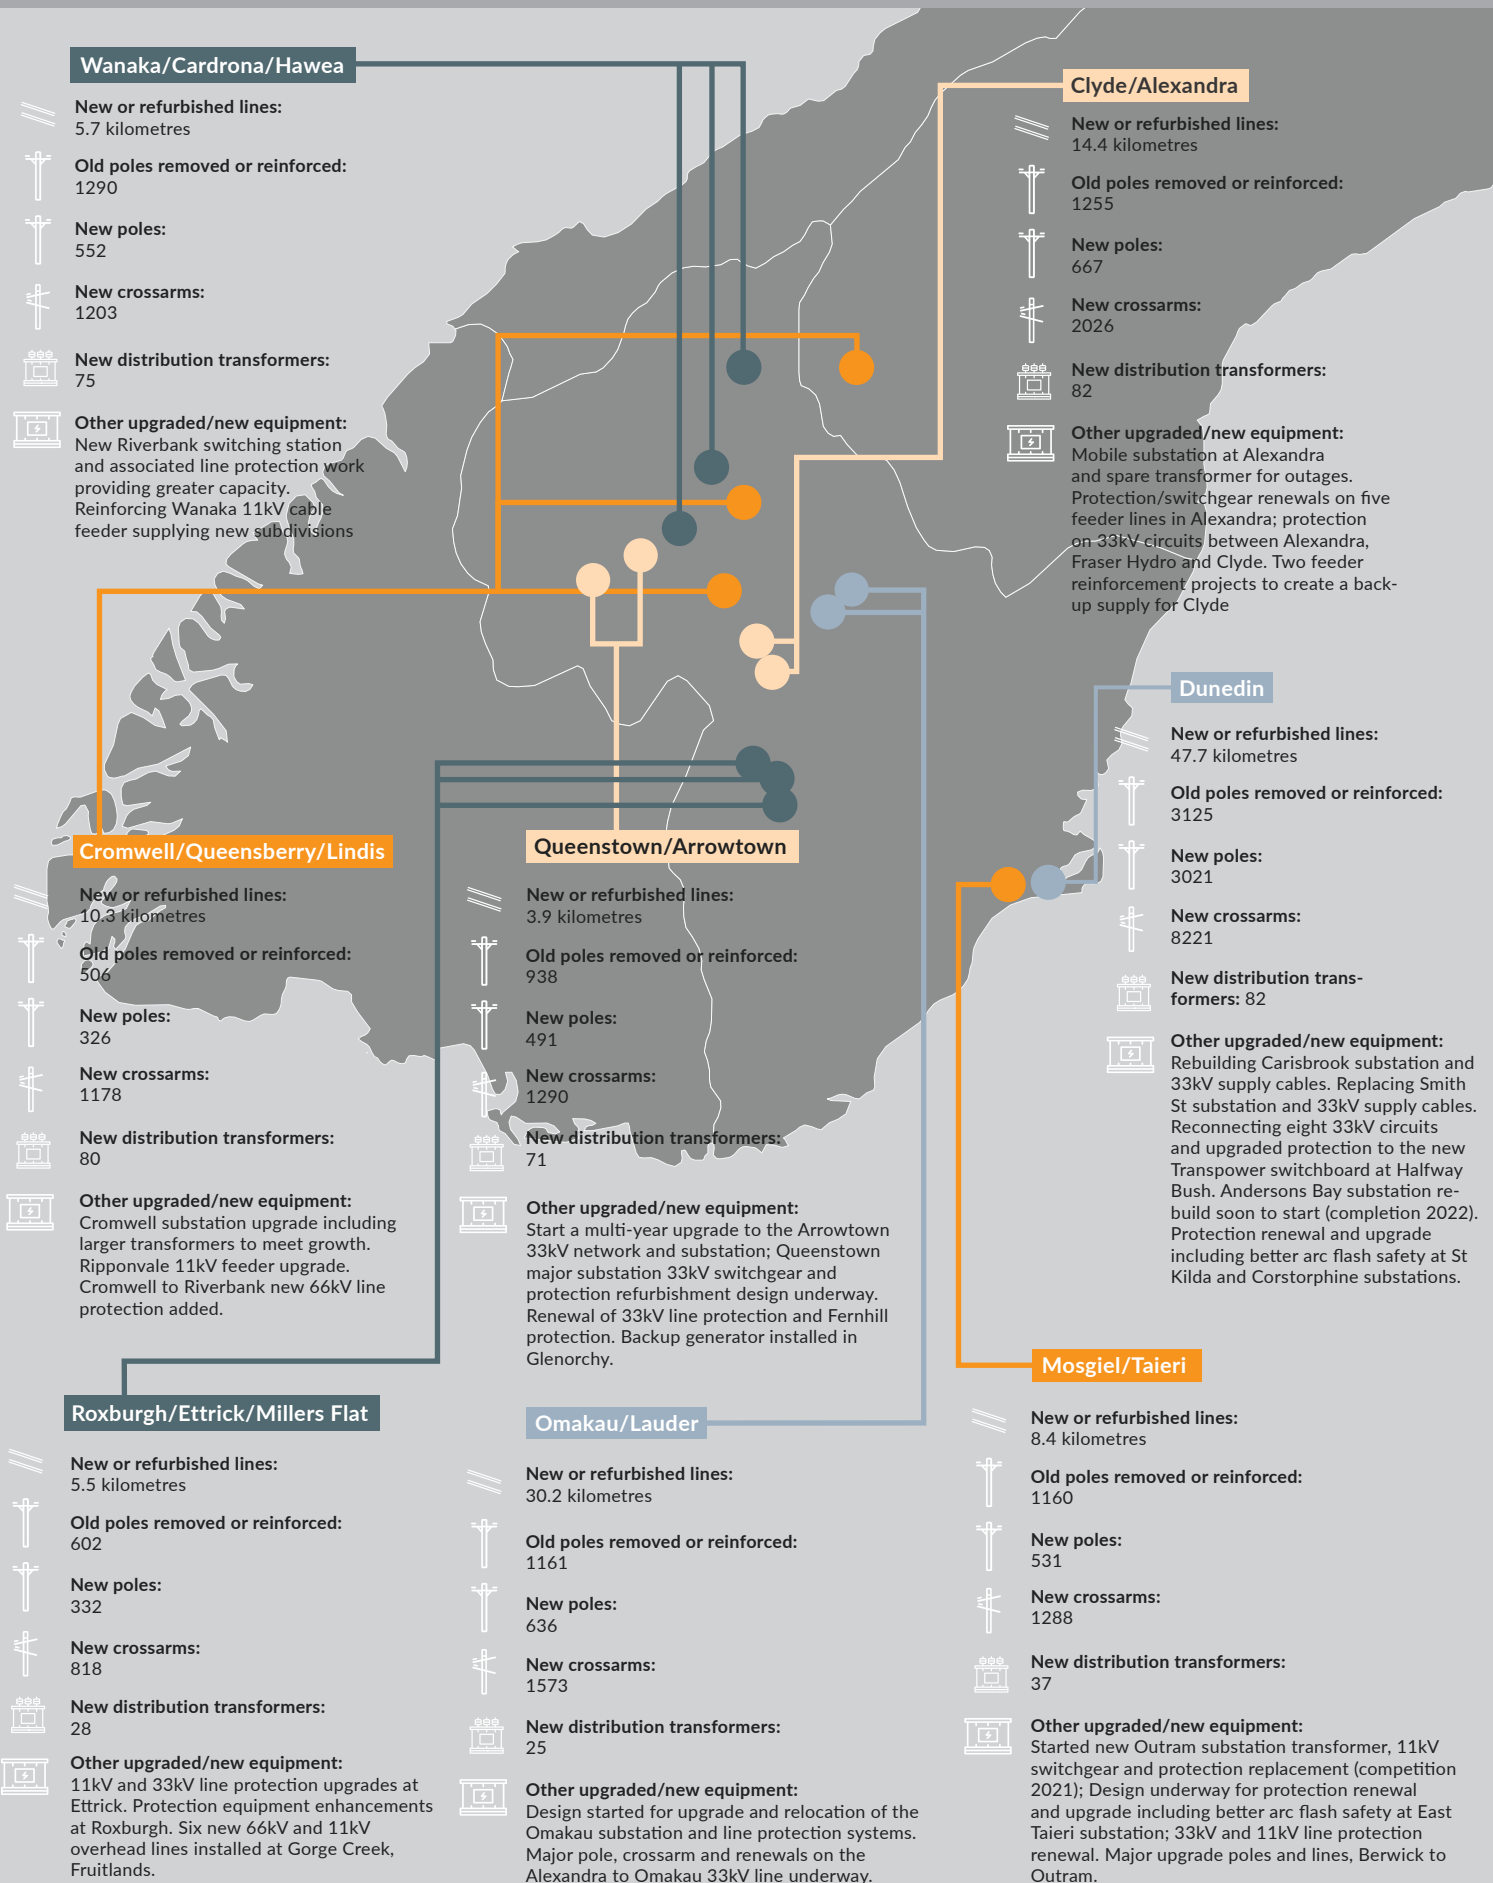 Wanaka/Cardrona/Hawea
New or refurbished lines:
5.7 kilometres
Old poles removed or reinforced:
1290
New poles:
552
New crossarms:
1203
New distribution transformers:
75
Other upgraded/new equipment:
New Riverbank switching station
and associated line protection work
providing greater capacity.
Reinforcing Wanaka 11kV cable
feeder supplying new subdivisions
Clyde/Alexandra
New or refurbished lines:
14.4 kilometres
Old poles removed or reinforced:
1255
New poles:
667
New crossarms:
2026
New distribution transformers:
82
Other upgraded/new equipment:
Mobile substation at Alexandra
and spare transformer for outages.
Protection/switchgear renewals on five
feeder lines in Alexandra; protection
on 33kV circuits between Alexandra,
Fraser Hydro and Clyde. Two feeder
reinforcement projects to create a back-
up supply for Clyde
Dunedin
New or refurbished lines:
47.7 kilometres
Old poles removed or reinforced:
3125
New poles:
3021
New crossarms:
8221
New distribution trans-
formers: 82
Other upgraded/new equipment:
Rebuilding Carisbrook substation and
33kV supply cables. Replacing Smith
St substation and 33kV supply cables.
Reconnecting eight 33kV circuits
and upgraded protection to the new
Transpower switchboard at Halfway
Bush. Andersons Bay substation re-
build soon to start (completion 2022).
Protection renewal and upgrade
including better arc flash safety at St
Kilda and Corstorphine substations.
Cromwell/Queensberry/Lindis
New or refurbished lines:
10.3 kilometres
Old poles removed or reinforced:
506
New poles:
326
New crossarms:
1178
New distribution transformers:
80
Other upgraded/new equipment:
Cromwell substation upgrade including
larger transformers to meet growth.
Ripponvale 11kV feeder upgrade.
Cromwell to Riverbank new 66kV line
protection added.
Queenstown/Arrowtown
New or refurbished lines:
3.9 kilometres
Old poles removed or reinforced:
938
New poles:
491
New crossarms:
1290
New distribution transformers:
71
Other upgraded/new equipment:
Start a multi-year upgrade to the Arrowtown
33kV network and substation; Queenstown
major substation 33kV switchgear and
protection refurbishment design underway.
Renewal of 33kV line protection and Fernhill
protection. Backup generator installed in
Glenorchy.
Roxburgh/Ettrick/Millers Flat
New or refurbished lines:
5.5 kilometres
Old poles removed or reinforced:
602
New poles:
332
New crossarms:
818
New distribution transformers:
28
Other upgraded/new equipment:
11kV and 33kV line protection upgrades at
Ettrick. Protection equipment enhancements
at Roxburgh. Six new 66kV and 11kV
overhead lines installed at Gorge Creek,
Fruitlands.
Omakau/Lauder
New or refurbished lines:
30.2 kilometres
Old poles removed or reinforced:
1161
New poles:
636
New crossarms:
1573
New distribution transformers:
25
Other upgraded/new equipment:
Design started for upgrade and relocation of the
Omakau substation and line protection systems.
Major pole, crossarm and renewals on the
Alexandra to Omakau 33kV line underway.
Mosgiel/Taieri
New or refurbished lines:
8.4 kilometres
Old poles removed or reinforced:
1160
New poles:
531
New crossarms:
1288
New distribution transformers:
37
Other upgraded/new equipment:
Started new Outram substation transformer, 11kV
switchgear and protection replacement (competition
2021); Design underway for protection renewal
and upgrade including better arc flash safety at East
Taieri substation; 33kV and 11kV line protection
renewal. Major upgrade poles and lines, Berwick to
Outram.